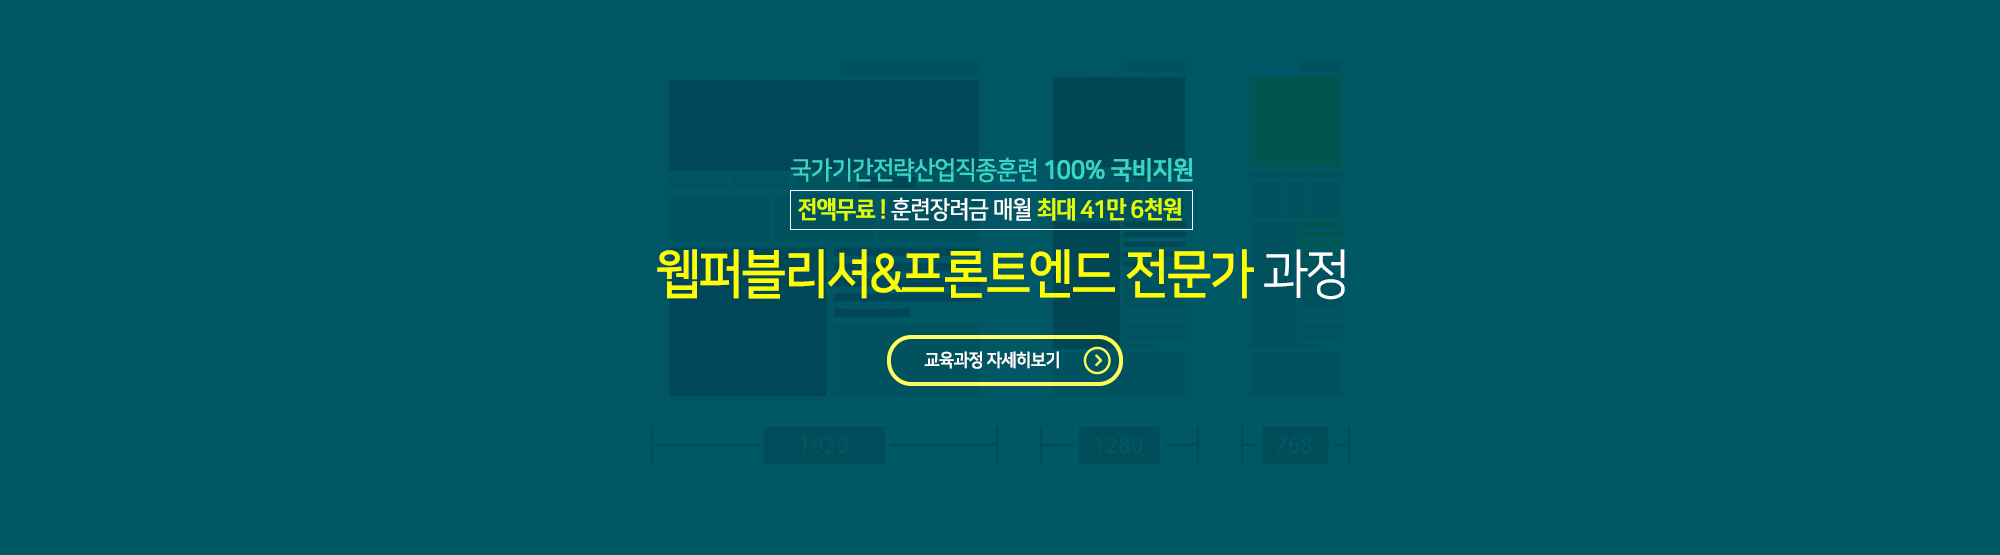 국가기간전략산업직종훈련 100% 국비지원
전액무료 ! 훈련장려금 매월 최대 41만 6천원
웹퍼블리셔&프론트엔드 전문가 과정
교육과정 자세히보기
1920
1280
768